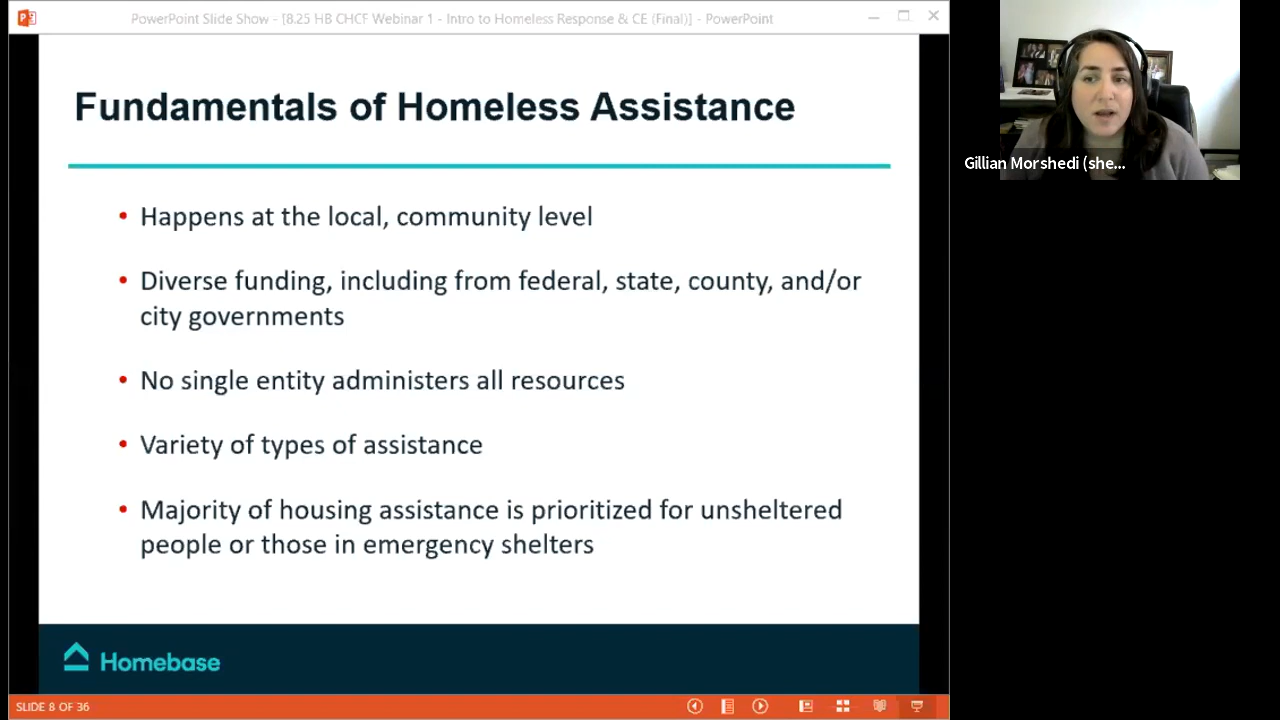 PowerPoint Slide Show - [8.25 HB CHCF Webinar 1 - Intro to Homeless Response & CE (Final)] - PowerPoint
Fundamentals of Homeless Assistance
• Happens at the local, community level
• Diverse funding, including from federal, state, county, and/or
city governments
• No single entity administers all resources
• Variety of types of assistance
• Majority of housing assistance is prioritized for unsheltered
people or those in emergency shelters
Homebase
SLIDE 8 OF 36
Gillian Morshedi (she...